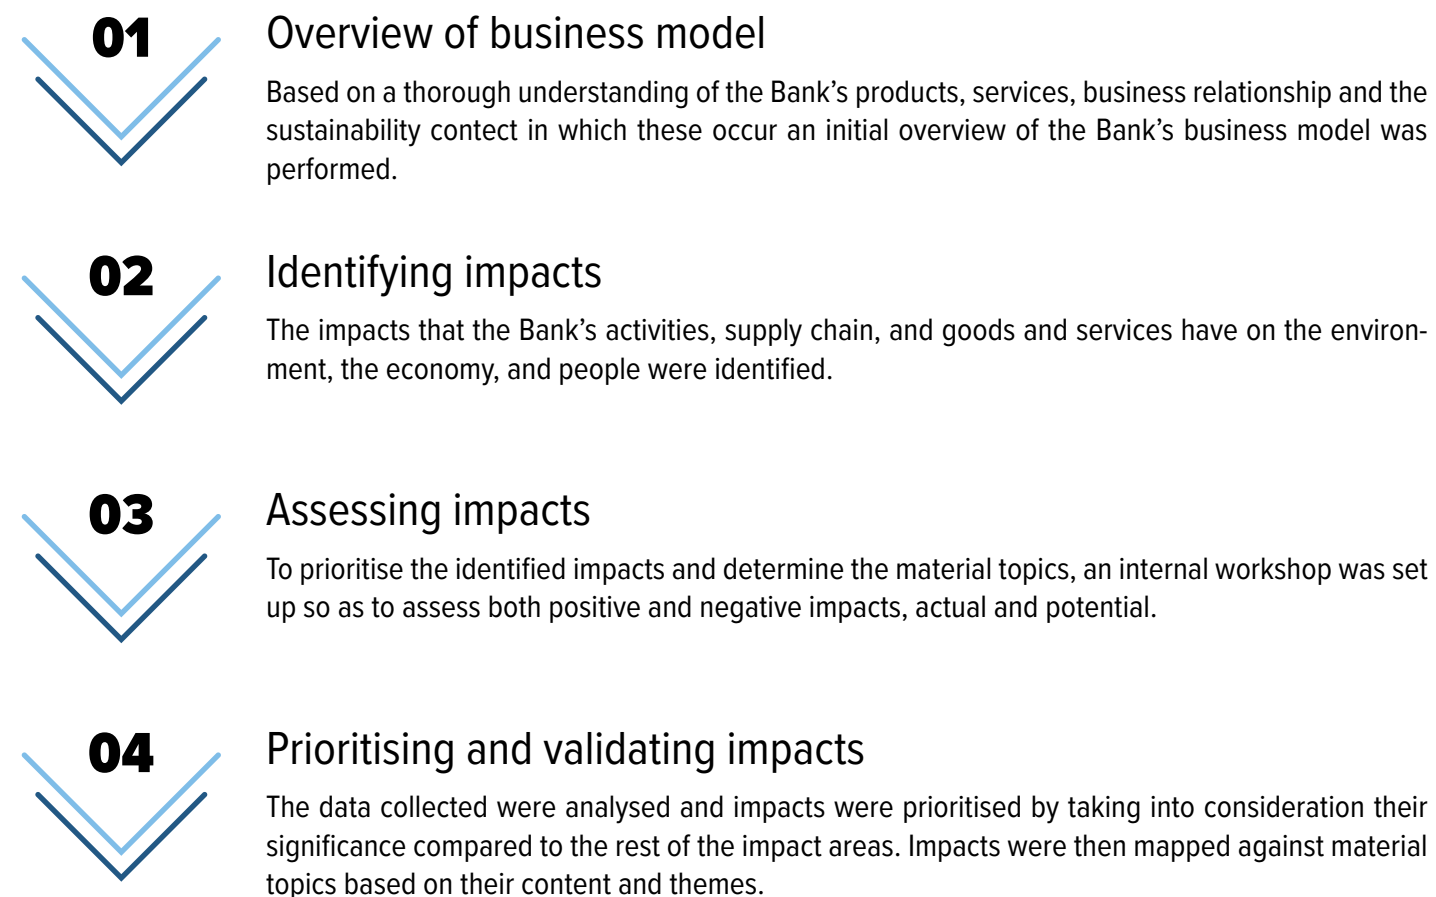 01
Overview of business model
Based on a thorough understanding of the Bank’s products, services, business relationship and the
sustainability contect in which these occur an initial overview of the Bank’s business model was
performed.
02
Identifying impacts
The impacts that the Bank’s activities, supply chain, and goods and services have on the environ-
ment, the economy, and people were identified.
03
Assessing impacts
To prioritise the identified impacts and determine the material topics, an internal workshop was set
up so as to assess both positive and negative impacts, actual and potential.
04
Prioritising and validating impacts
The data collected were analysed and impacts were prioritised by taking into consideration their
significance compared to the rest of the impact areas. Impacts were then mapped against material
topics based on their content and themes.